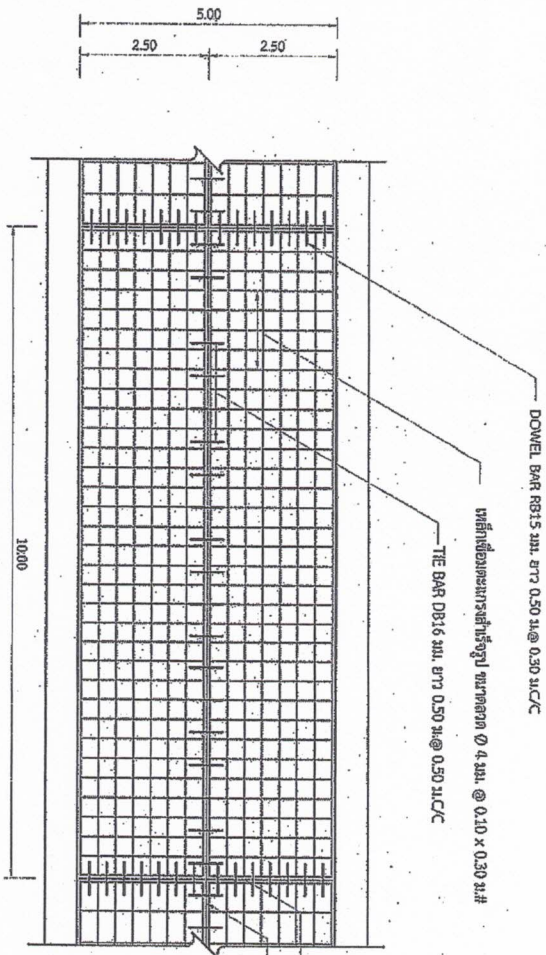 5.00
2.50
2.50
DOWEL BAR RB15 มม. ยาว 0.50 ม.@ 0.30 ม.C/C
เหล็กเชื่อมตะแกรงสำเร็จรูป ขนาดลวด Ø 4 มม. @ 0.10 x 0.30 ม.#
TIE BAR DB16 มม. ยาว 0.50 ม.@ 0.50 ม.C/C
10.00